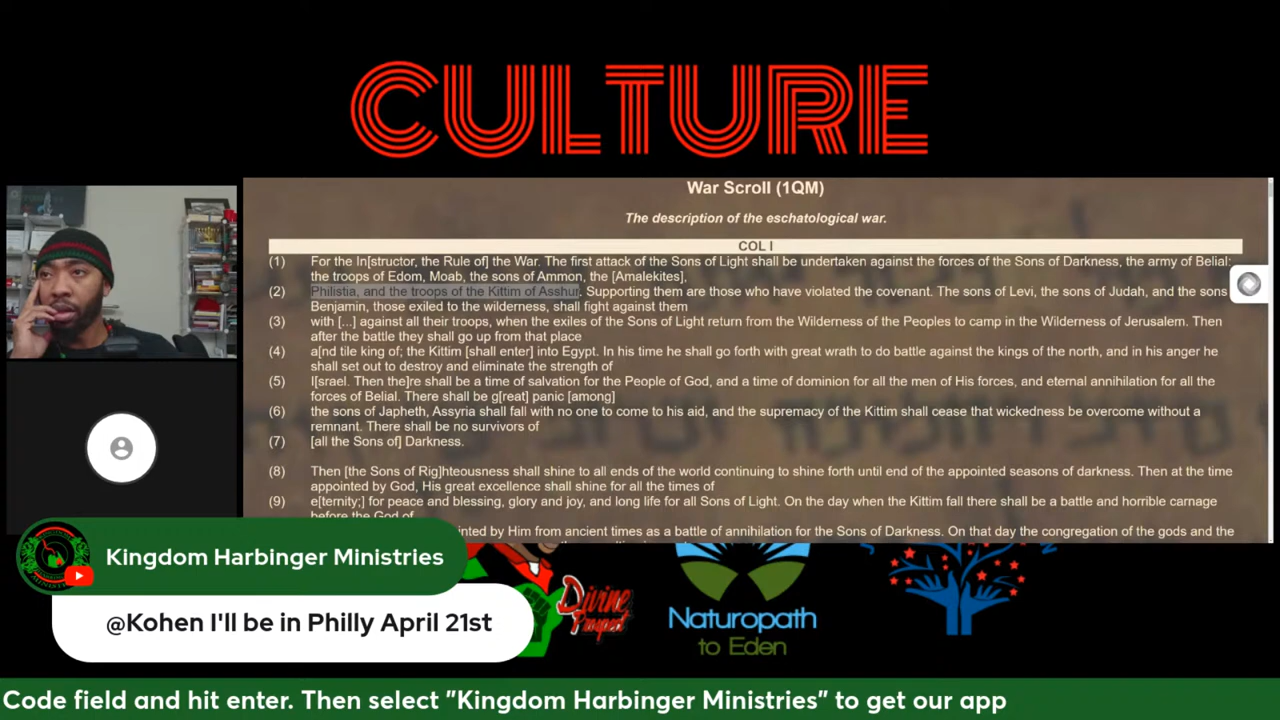 CULTURE
War Scroll (1QM)
The description of the eschatological war.
COL I
(1) For the In[structor, the Rule of] the War. The first attack of the Sons of Light shall be undertaken against the forces of the Sons of Darkness, the army of Belial:
the troops of Edom, Moab, the sons of Ammon, the [Amalekites],
(2) Philistia, and the troops of the Kittim of Asshur. Supporting them are those who have violated the covenant. The sons of Levi, the sons of Judah, and the sons
Benjamin, those exiled to the wilderness, shall fight against them
(3) with [...] against all their troops, when the exiles of the Sons of Light return from the Wilderness of the Peoples to camp in the Wilderness of Jerusalem. Then
after the battle they shall go up from that place
(4) a[nd tile king of; the Kittim [shall enter] into Egypt. In his time he shall go forth with great wrath to do battle against the kings of the north, and in his anger he
shall set out to destroy and eliminate the strength of
(5) I[srael. Then the]re shall be a time of salvation for the People of God, and a time of dominion for all the men of His forces, and eternal annihilation for all the
forces of Belial. There shall be g[reat] panic [among]
(6) the sons of Japheth, Assyria shall fall with no one to come to his aid, and the supremacy of the Kittim shall cease that wickedness be overcome without a
remnant. There shall be no survivors of
(7) [all the Sons of] Darkness.
(8) Then [the Sons of Rig]hteousness shall shine to all ends of the world continuing to shine forth until end of the appointed seasons of darkness. Then at the time
appointed by God, His great excellence shall shine for all the times of
(9) e[ternity;] for peace and blessing, glory and joy, and long life for all Sons of Light. On the day when the Kittim fall there shall be a battle and horrible carnage
before the God of
by Him from ancient times as a battle of annihilation for the Sons of Darkness. On that day the congregation of the gods and the
Kingdom Harbinger Ministries
@Kohen I'll be in Philly April 21st
Divine
Prospect
Naturopath
to Eden
Code field and hit enter. Then select "Kingdom Harbinger Ministries" to get our app